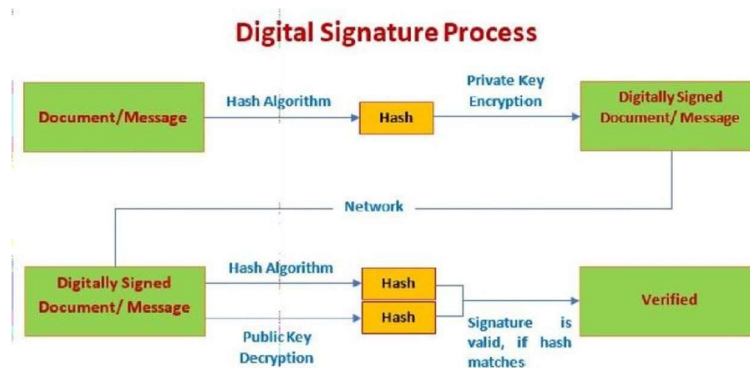 Digital Signature Process
Document/Message
Hash Algorithm
Hash
Private Key
Encryption
Digitally Signed
Document/ Message
Network
Digitally Signed
Document/ Message
Hash Algorithm
Hash
Hash
Public Key
Decryption
Signature is
valid, if hash
matches
Verified